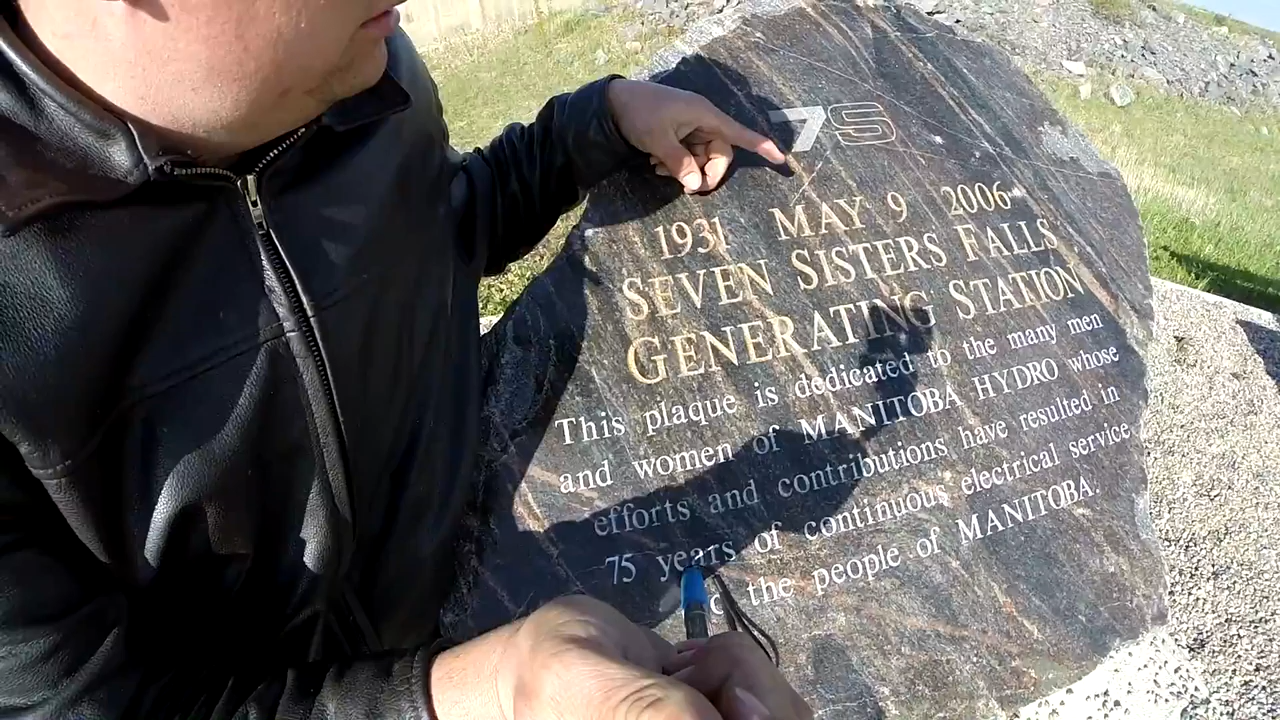 7S
1931 MAY 9 2006
SEVEN SISTERS FALLS
GENERATING STATION
This plaque is dedicated to the many men
and women of MANITOBA HYDRO whose
efforts and contributions have resulted in
75 years of continuous electrical service
the people of MANITOBA.